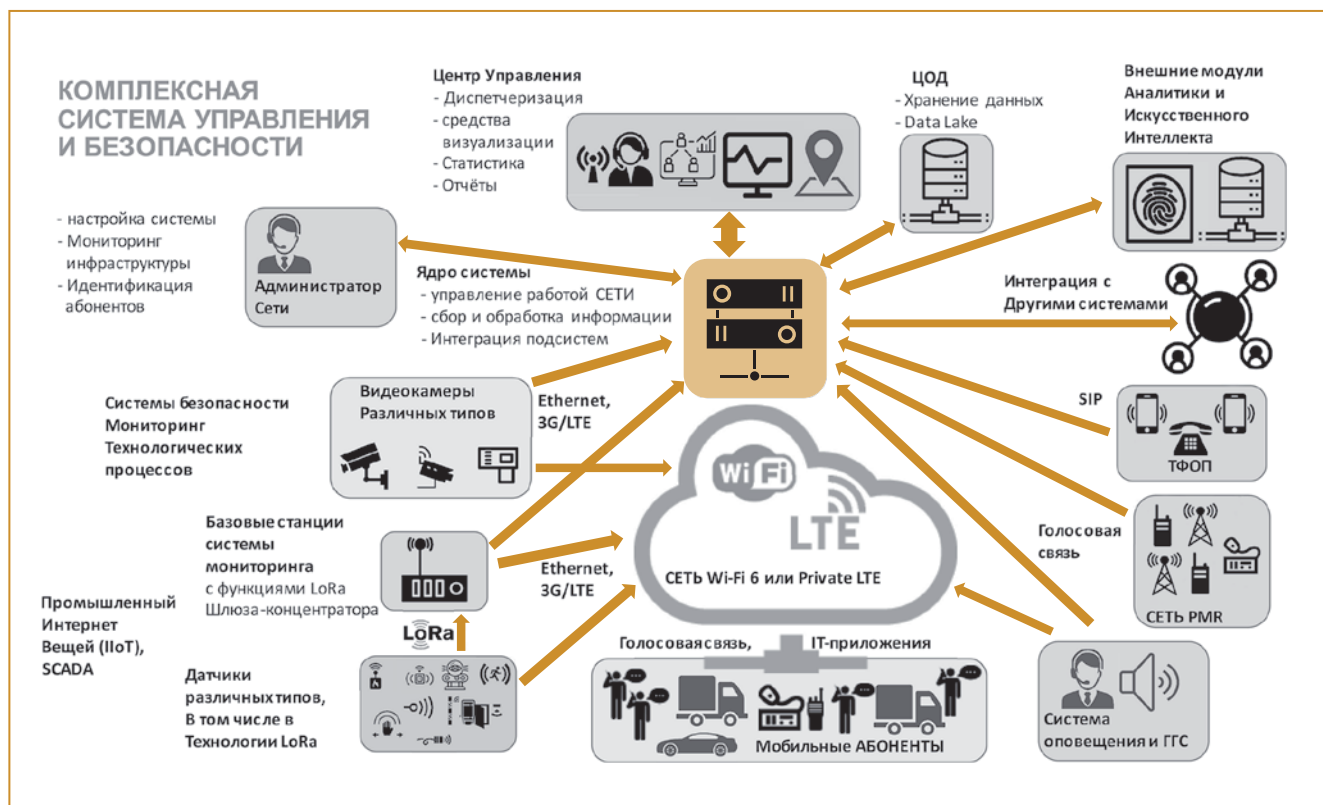 КОМПЛЕКСНАЯ
СИСТЕМА УПРАВЛЕНИЯ
И БЕЗОПАСНОСТИ
Центр Управления
- Диспетчеризация
- средства
визуализации
- Статистика
- Отчёты
ЦОД
- Хранение данных
- Data Lake
Внешние модули
Аналитики и
Искусственного
Интеллекта
- настройка системы
- Мониторинг
инфраструктуры
- Идентификация
абонентов
Администратор
Сети
Ядро системы
- управление работой СЕТИ
- сбор и обработка информации
- Интеграция подсистем
Интеграция с
Другими системами
Системы безопасности
Мониторинг
Технологических
процессов
Видеокамеры
Различных типов
Ethernet,
3G/LTE
SIP
ТФОП
Wi Fi
LTE
СЕТЬ Wi-Fi 6 или Private LTE
Базовые станции
системы
мониторинга
с функциями LoRa
Шлюза-концентратора
Ethernet,
3G/LTE
Голосовая
связь
СЕТЬ PMR
Промышленный
Интернет
Вещей (IIoT),
SCADA
LoRa
Датчики
различных типов,
В том числе в
Технологии LoRa
Голосовая связь,
IT-приложения
Мобильные АБОНЕНТЫ
Система
оповещения и ГГС